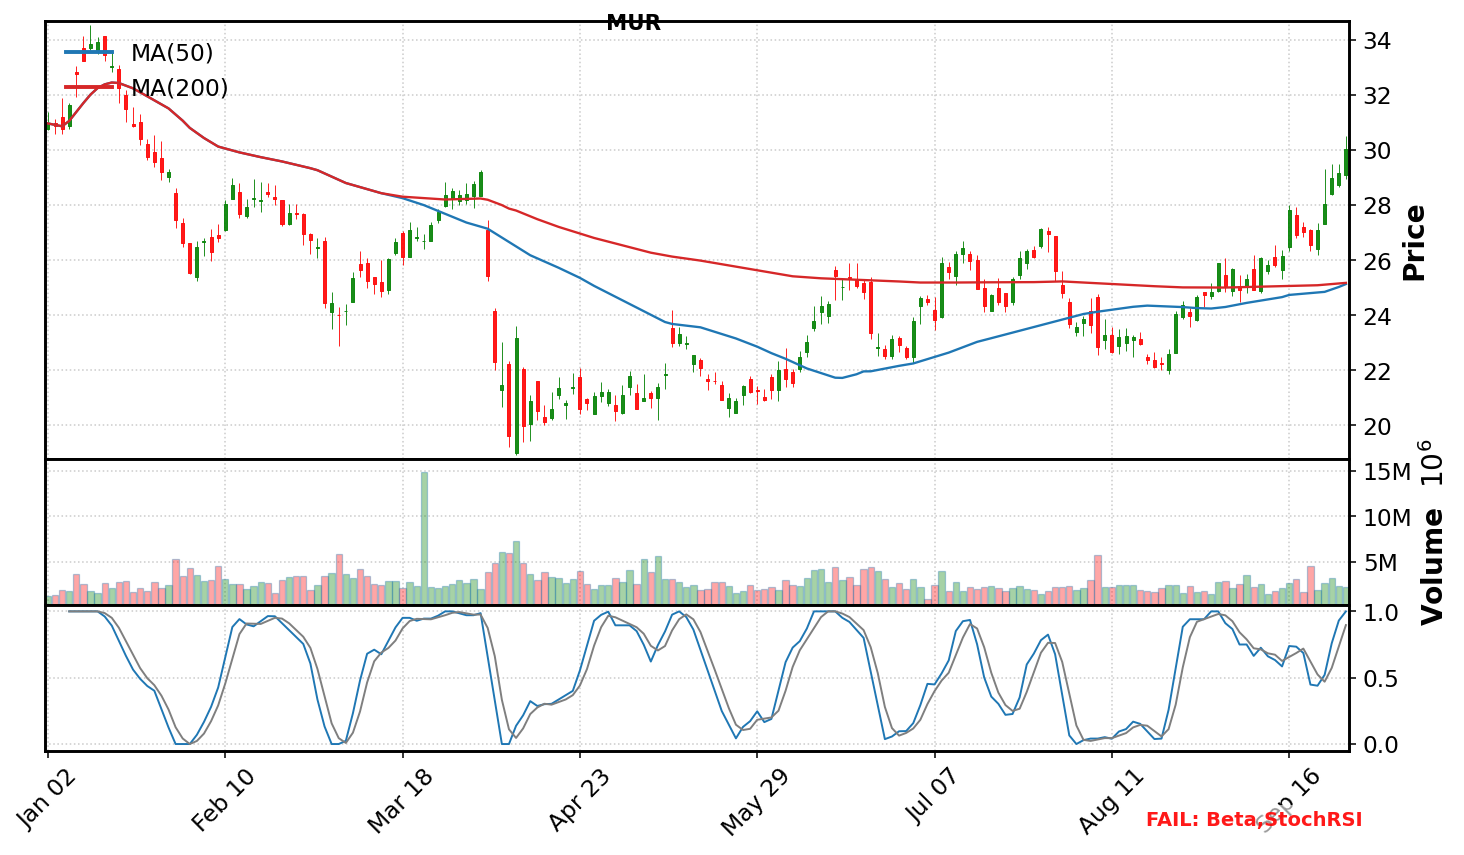 MUR
MA(50)
MA(200)
34
32
30
28
26
24
22
20
Price
15M
10M
5M
Volume 10^6
1.0
0.5
0.0
Jan 02
Feb 10
Mar 18
Apr 23
May 29
Jul 07
Aug 11
Sep 16
FAIL: Beta,StochRSI